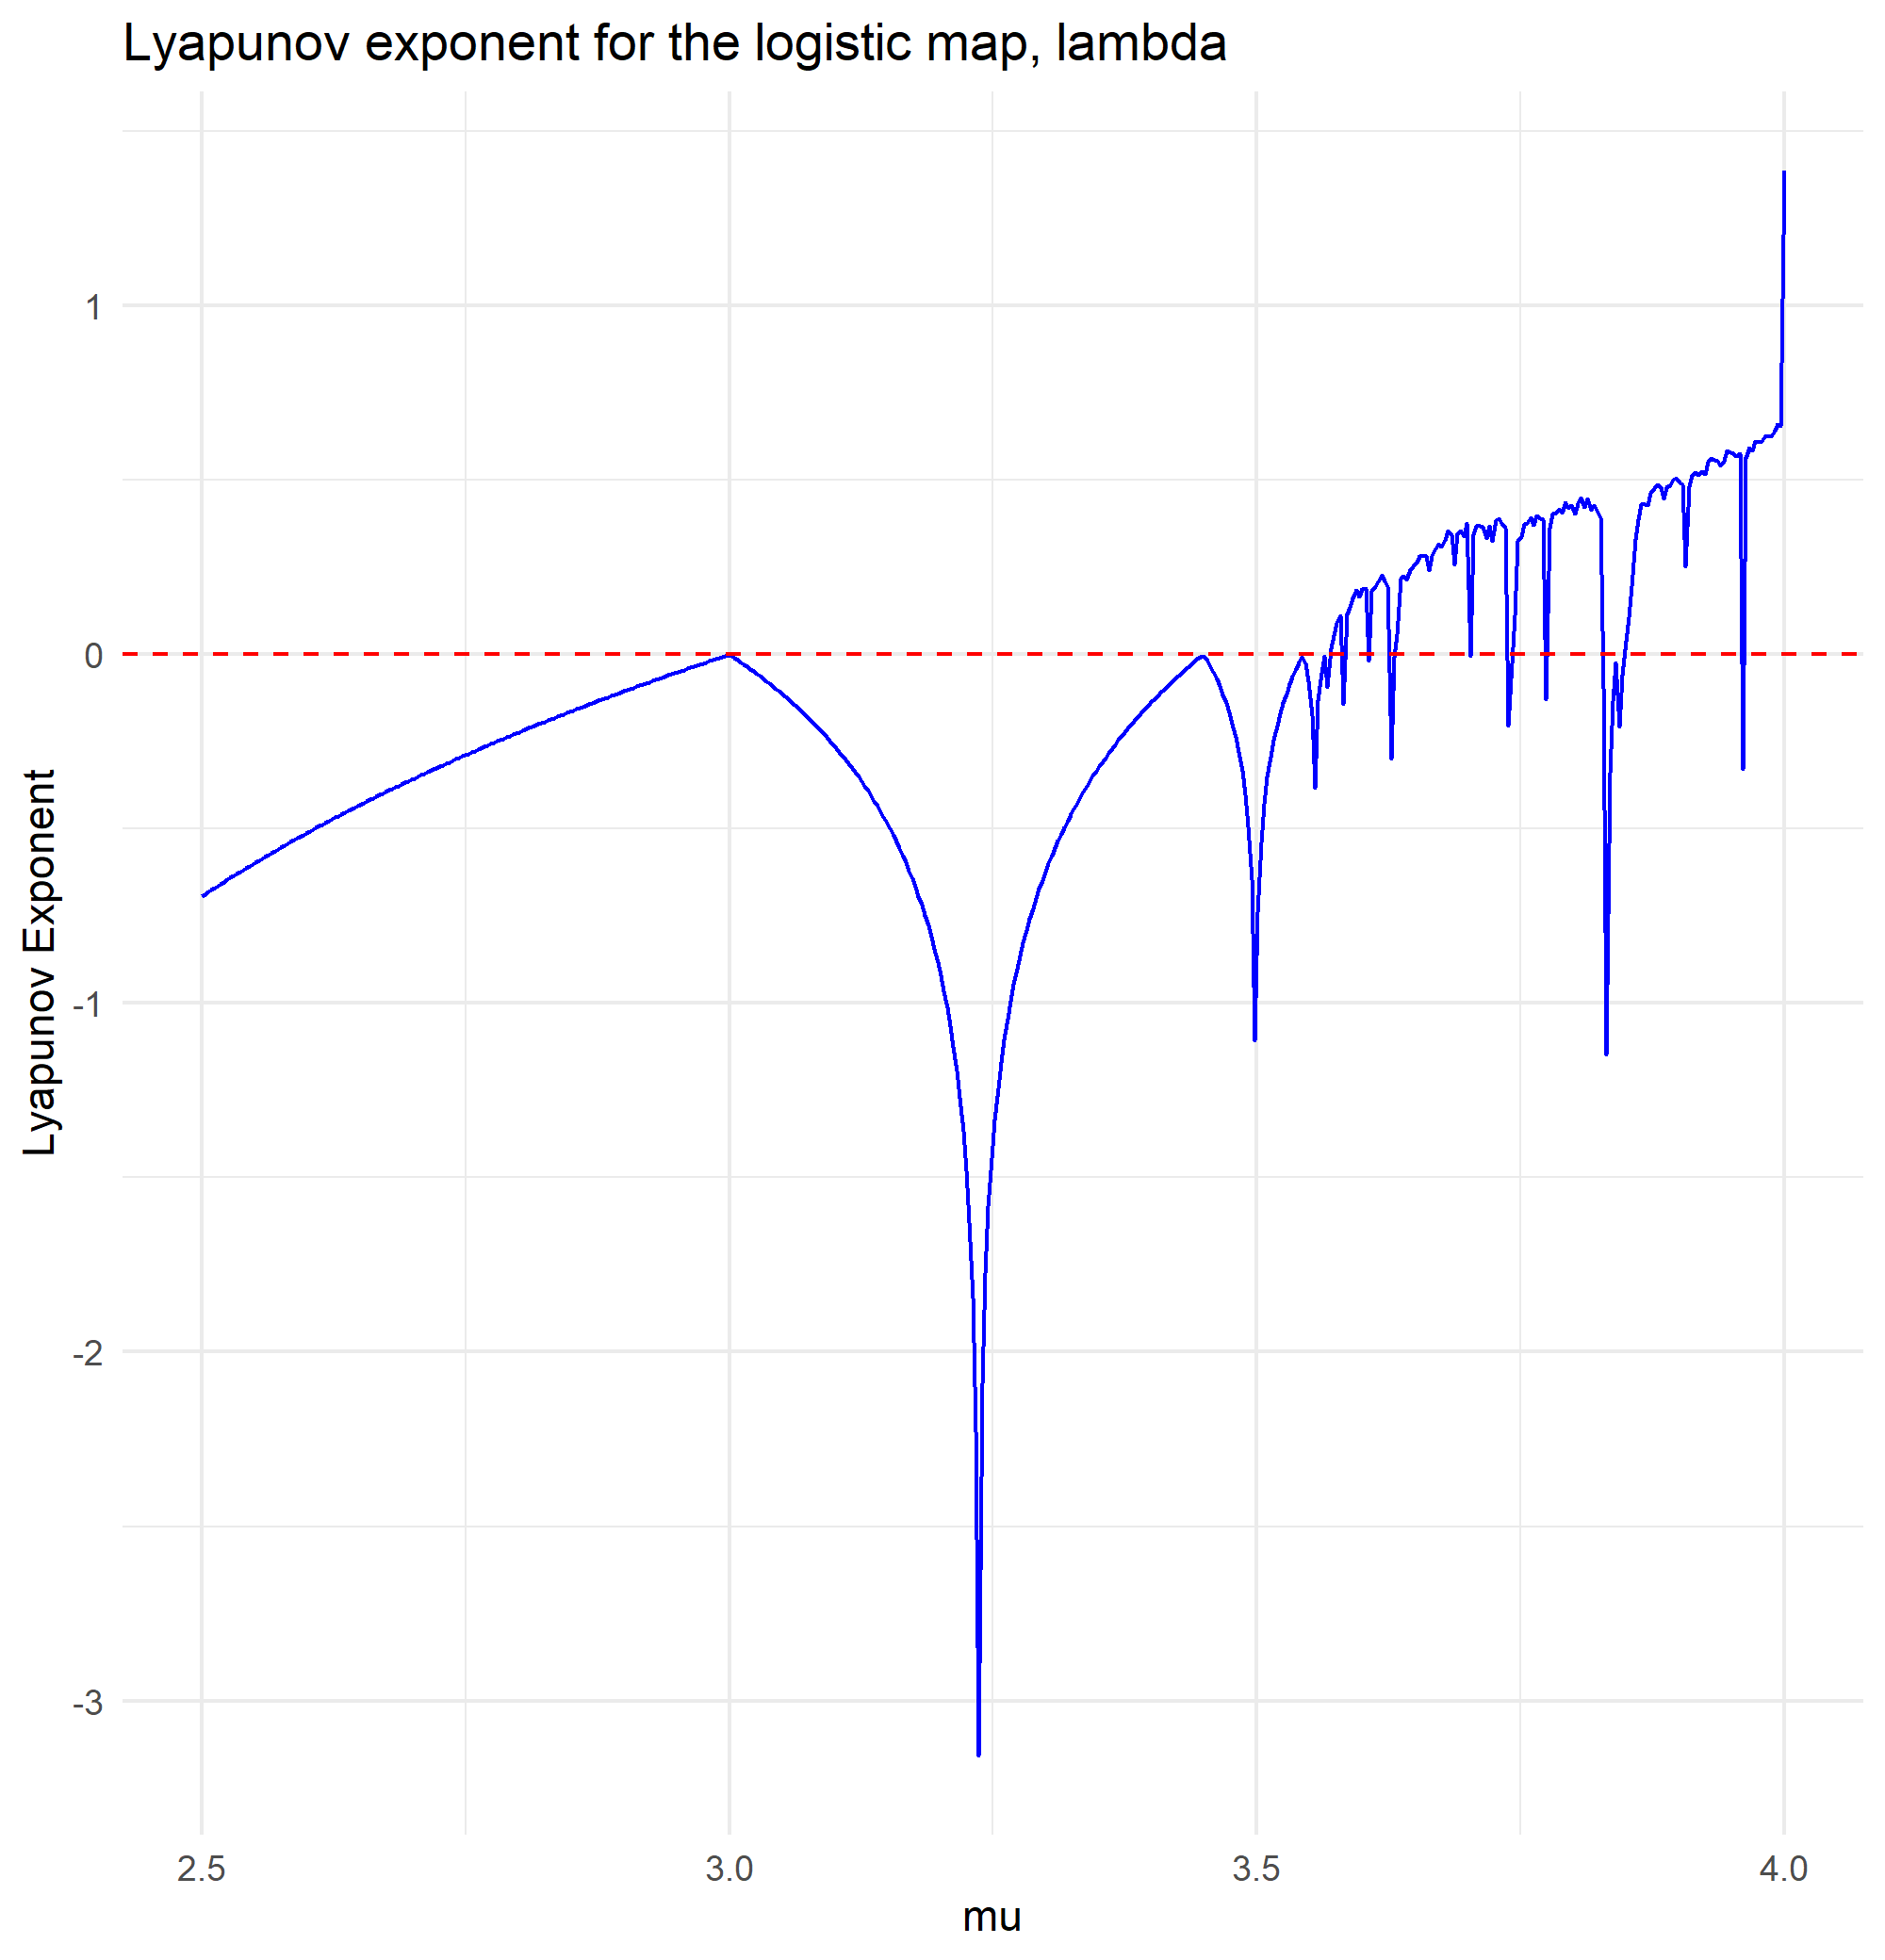 Lyapunov exponent for the logistic map, lambda
Lyapunov Exponent
1
0
-1
-2
-3
2.5 3.0 3.5 4.0
mu